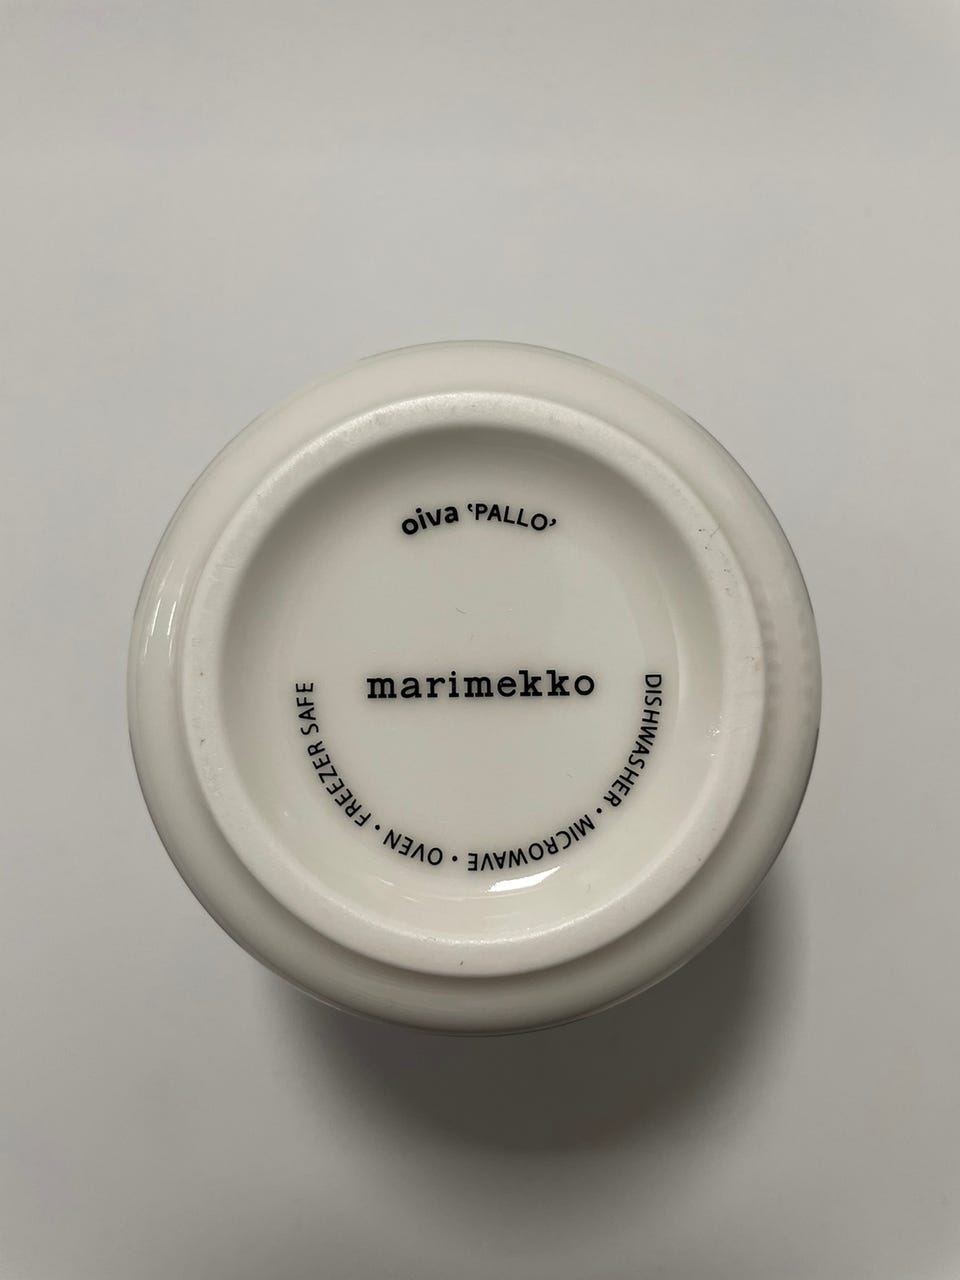 oiva ‘PALLO’
marimekko
DISHWASHER • MICROWAVE • OVEN • FREEZER SAFE